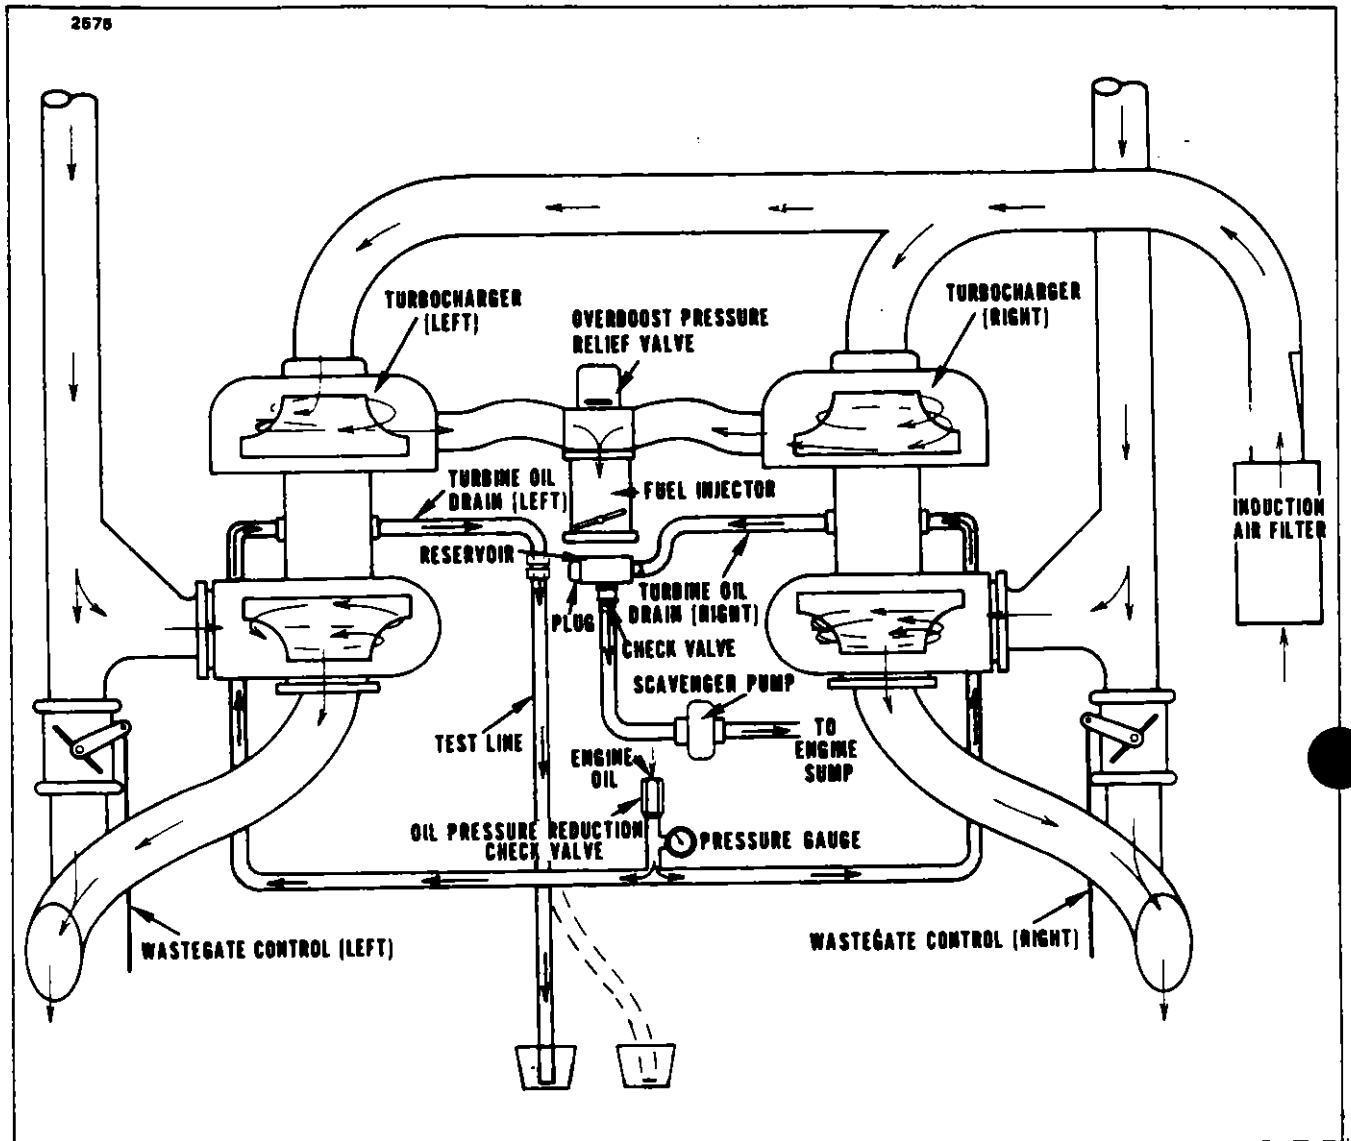 2575
TURBOCHARGER
(LEFT)
OVERBOOST PRESSURE
RELIEF VALVE
TURBOCHARGER
(RIGHT)
TURBINE OIL
DRAIN (LEFT)
FUEL INJECTOR
INDUCTION
AIR FILTER
RESERVOIR
PLUG
TURBINE OIL
DRAIN (RIGHT)
CHECK VALVE
SCAVENGER PUMP
TEST LINE
ENGINE
OIL
TO
ENGINE
SUMP
OIL PRESSURE REDUCTION
CHECK VALVE
PRESSURE GAUGE
WASTEGATE CONTROL (LEFT)
WASTEGATE CONTROL (RIGHT)